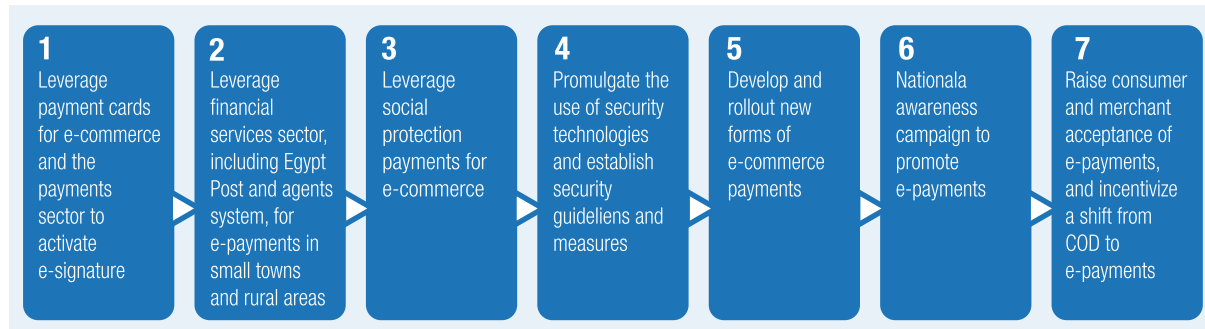 1
Leverage
payment cards
for e-commerce
and the
payments
sector to
activate
e-signature
2
Leverage
financial
services sector,
including Egypt
Post and agents
system, for
e-payments in
small towns
and rural areas
3
Leverage
social
protection
payments for
e-commerce
4
Promulgate the
use of security
technologies
and establish
security
guideliens and
measures
5
Develop and
rollout new
forms of
e-commerce
payments
6
Nationala
awareness
campaign to
promote
e-payments
7
Raise consumer
and merchant
acceptance of
e-payments,
and incentivize
a shift from
COD to
e-payments